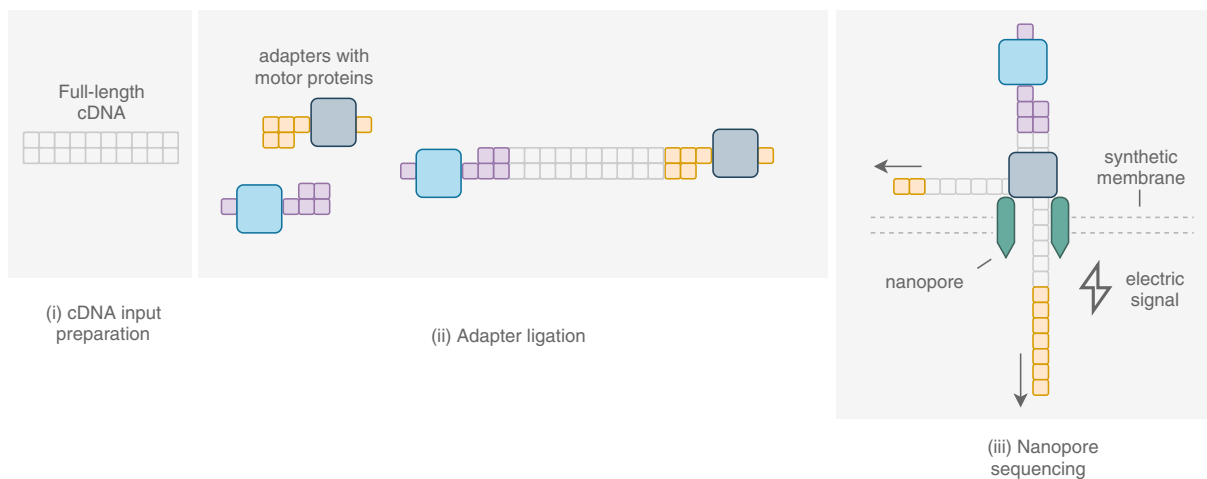 Full-length
cDNA
(i) cDNA input
preparation
adapters with
motor proteins
(ii) Adapter ligation
synthetic
membrane
nanopore
electric
signal
(iii) Nanopore
sequencing